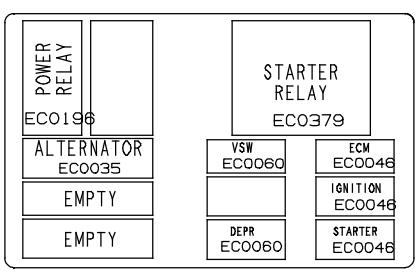 POWER
RELAY
EC0196
STARTER
RELAY
EC0379
ALTERNATOR
EC0035
VSW
EC0060
ECM
EC0046
EMPTY
IGNITION
EC0046
EMPTY
DEPR
EC0060
STARTER
EC0046